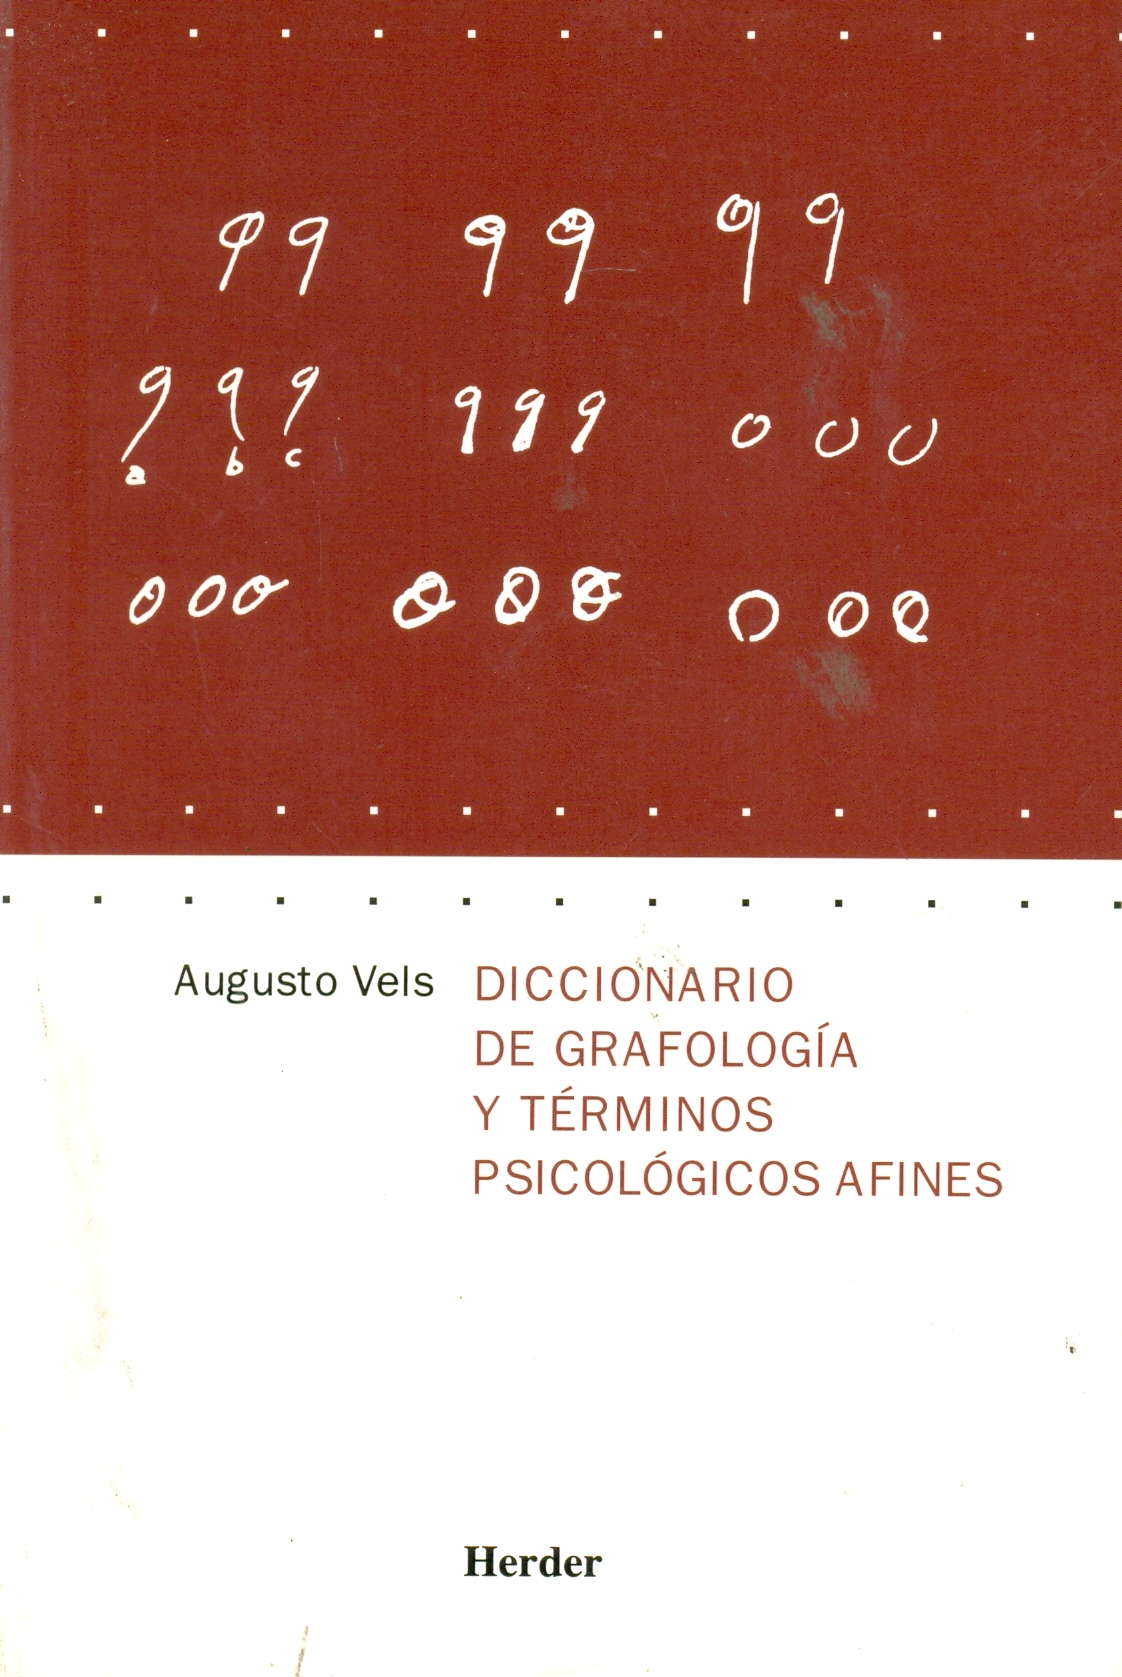 99 99 99
999 999 000
a b c
000 000 000
Augusto Vels
DICCIONARIO
DE GRAFOLOGÍA
Y TÉRMINOS
PSICOLÓGICOS AFINES
Herder